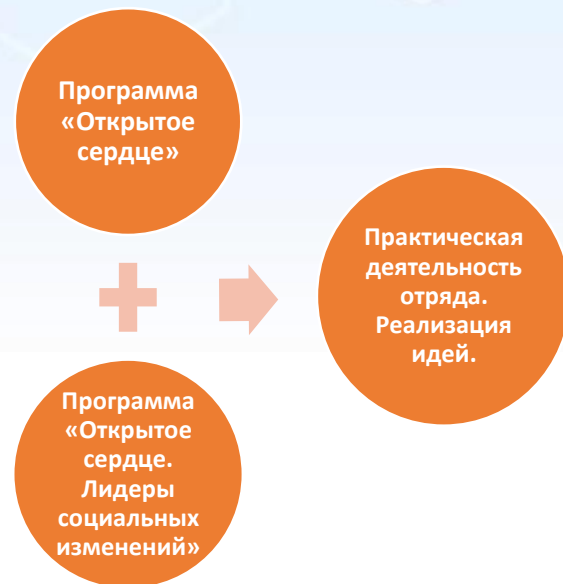 Программа
«Открытое
сердце»
Практическая
деятельность
отряда.
Реализация
идей.
Программа
«Открытое
сердце.
Лидеры
социальных
изменений»